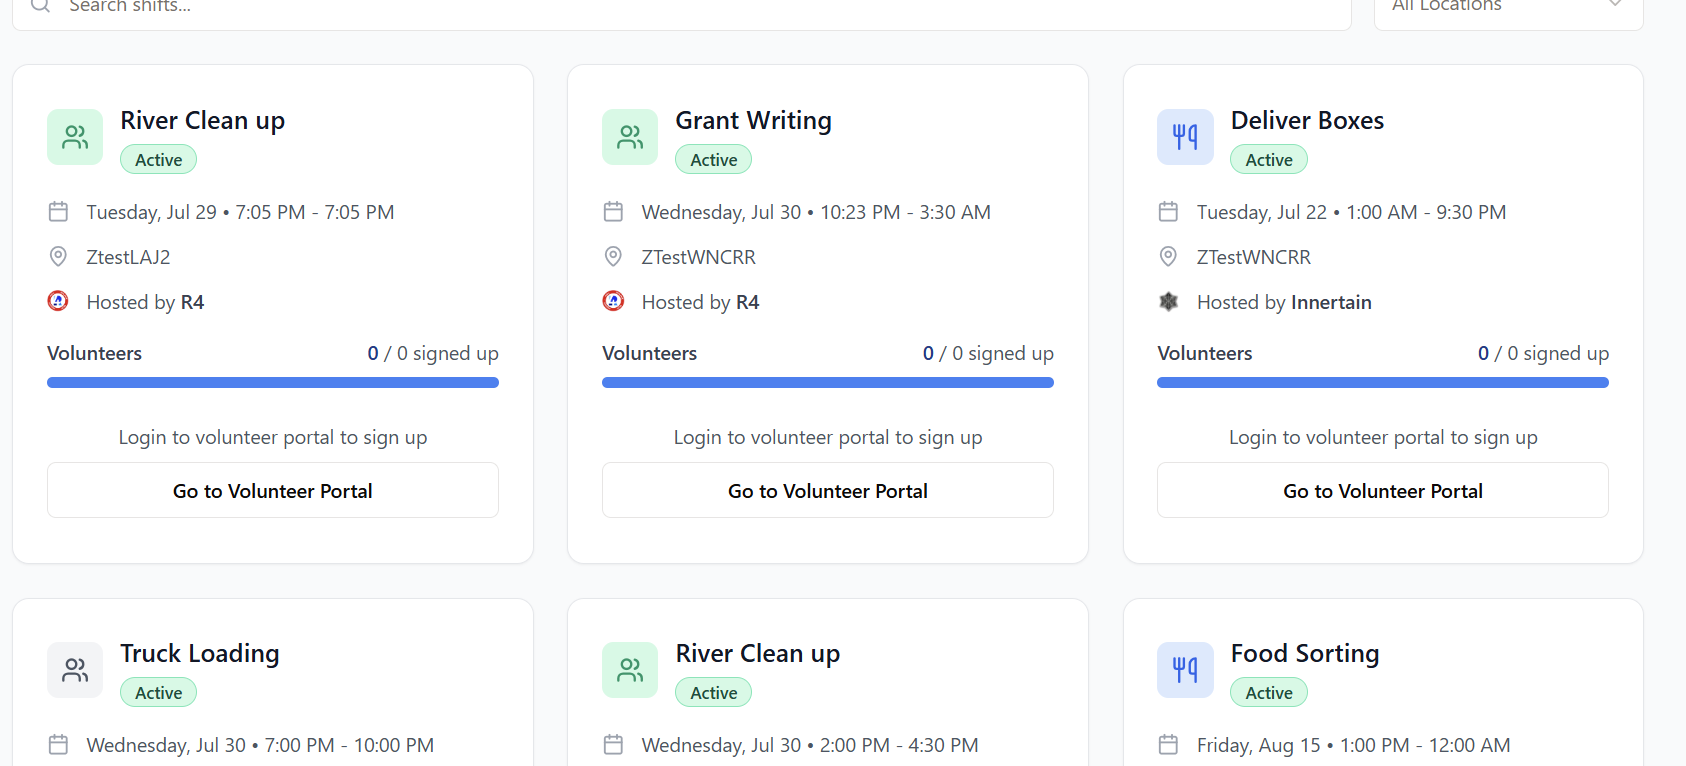 Search shifts...
All Locations
River Clean up
Active
Tuesday, Jul 29 • 7:05 PM - 7:05 PM
ZtestLAJ2
Hosted by R4
Volunteers
0 / 0 signed up
Login to volunteer portal to sign up
Go to Volunteer Portal
Grant Writing
Active
Wednesday, Jul 30 • 10:23 PM - 3:30 AM
ZTestWNCRR
Hosted by R4
Volunteers
0 / 0 signed up
Login to volunteer portal to sign up
Go to Volunteer Portal
Deliver Boxes
Active
Tuesday, Jul 22 • 1:00 AM - 9:30 PM
ZTestWNCRR
Hosted by Innertain
Volunteers
0 / 0 signed up
Login to volunteer portal to sign up
Go to Volunteer Portal
Truck Loading
Active
Wednesday, Jul 30 • 7:00 PM - 10:00 PM
River Clean up
Active
Wednesday, Jul 30 • 2:00 PM - 4:30 PM
Food Sorting
Active
Friday, Aug 15 • 1:00 PM - 12:00 AM